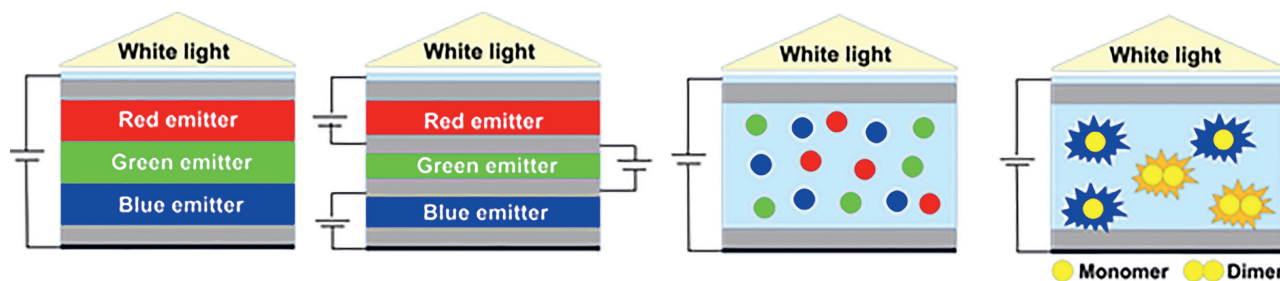 White light
Red emitter
Green emitter
Blue emitter
White light
Red emitter
Green emitter
Blue emitter
White light
White light
Monomer
Dimer